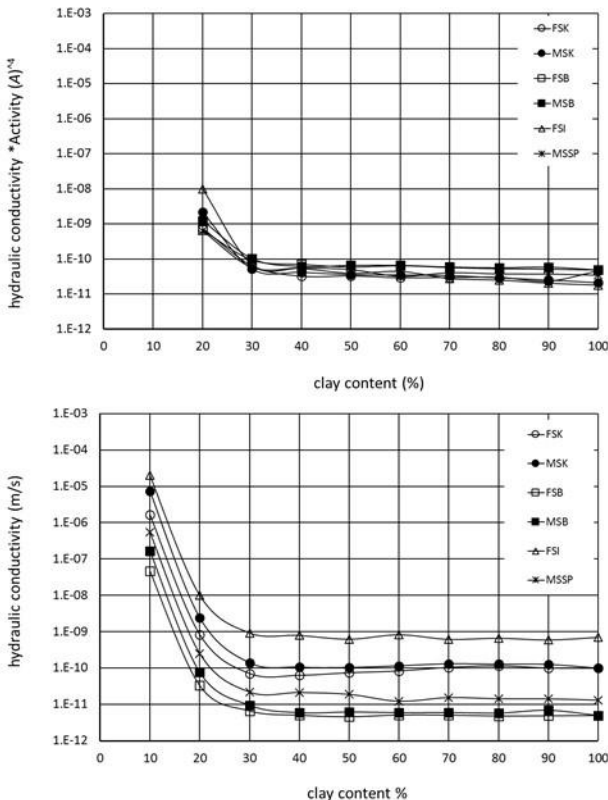 hydraulic conductivity *Activity (A)^4
1.E-03
1.E-04
1.E-05
1.E-06
1.E-07
1.E-08
1.E-09
1.E-10
1.E-11
1.E-12
0 10 20 30 40 50 60 70 80 90 100
clay content (%)
FSK
MSK
FSB
MSB
FSI
MSSP
hydraulic conductivity (m/s)
1.E-03
1.E-04
1.E-05
1.E-06
1.E-07
1.E-08
1.E-09
1.E-10
1.E-11
1.E-12
0 10 20 30 40 50 60 70 80 90 100
clay content %
FSK
MSK
FSB
MSB
FSI
MSSP